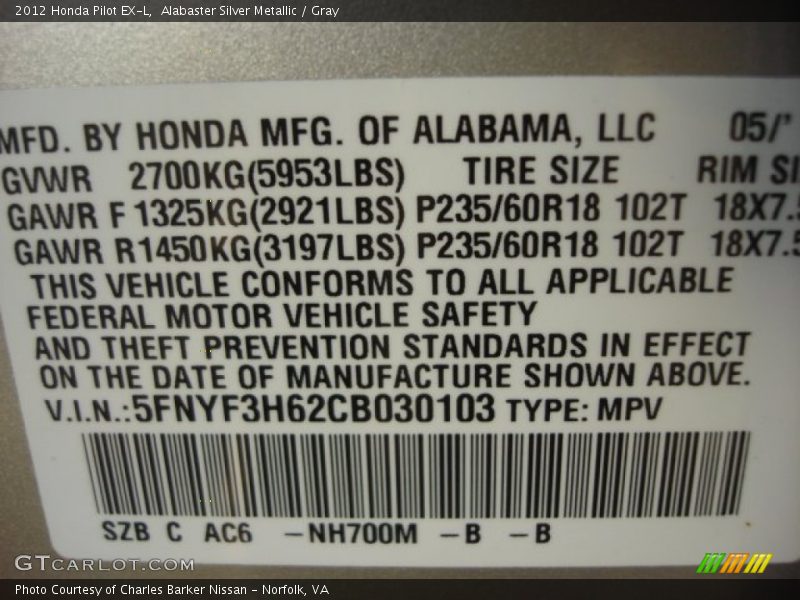 2012 Honda Pilot EX-L,  Alabaster Silver Metallic / Gray
MFD. BY HONDA MFG. OF ALABAMA, LLC 05/
GVWR 2700KG(5953LBS) TIRE SIZE RIM SI
GAWR F 1325KG(2921LBS) P235/60R18 102T 18X7.5
GAWR R 1450KG(3197LBS) P235/60R18 102T 18X7.5
THIS VEHICLE CONFORMS TO ALL APPLICABLE
FEDERAL MOTOR VEHICLE SAFETY
AND THEFT PREVENTION STANDARDS IN EFFECT
ON THE DATE OF MANUFACTURE SHOWN ABOVE.
V.I.N.:5FNYF3H62CB030103 TYPE: MPV
SZB C AC6 -NH700M -B -B
GTCARLOT.COM
Photo Courtesy of Charles Barker Nissan - Norfolk, VA